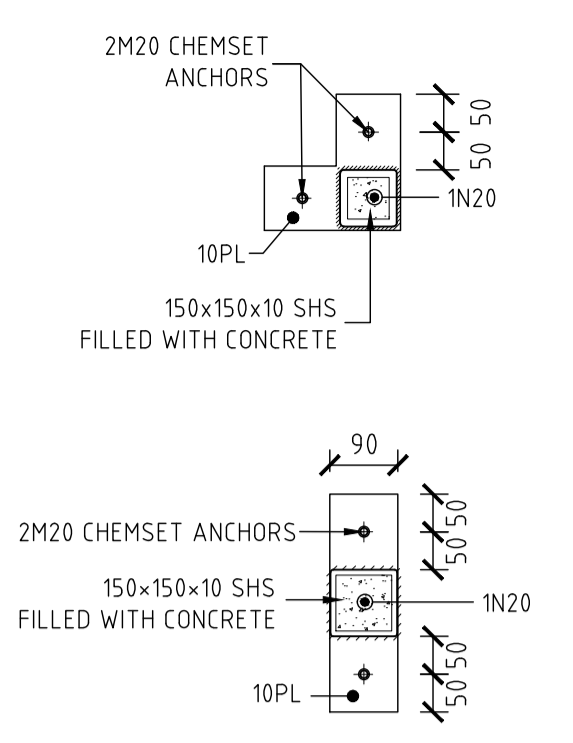 2M20 CHEMSET
ANCHORS
50
50
1N20
10PL
150x150x10 SHS
FILLED WITH CONCRETE
90
50
2M20 CHEMSET ANCHORS
50
150x150x10 SHS
FILLED WITH CONCRETE
1N20
50
10PL
50